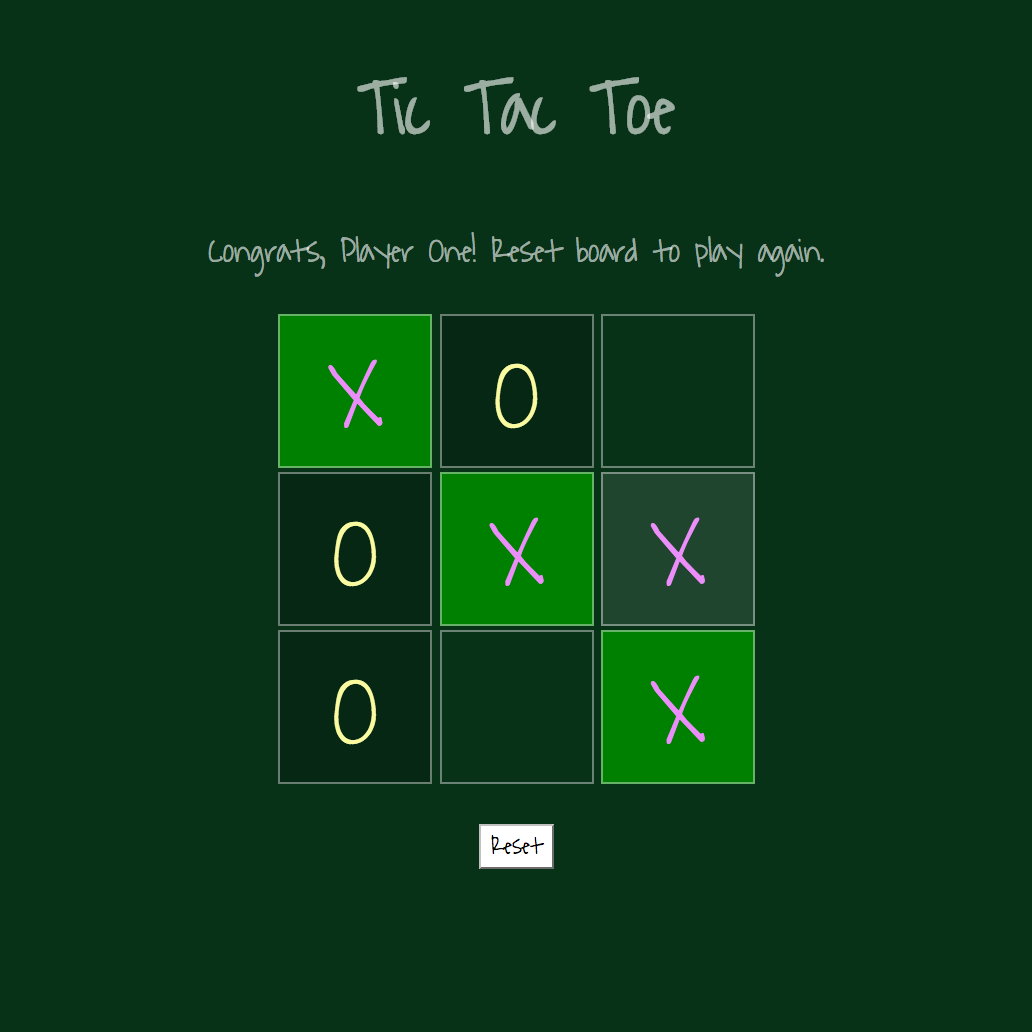 Tic Tac Toe
Congrats, Player One! Reset board to play again.
X O
O X X
O X
Reset